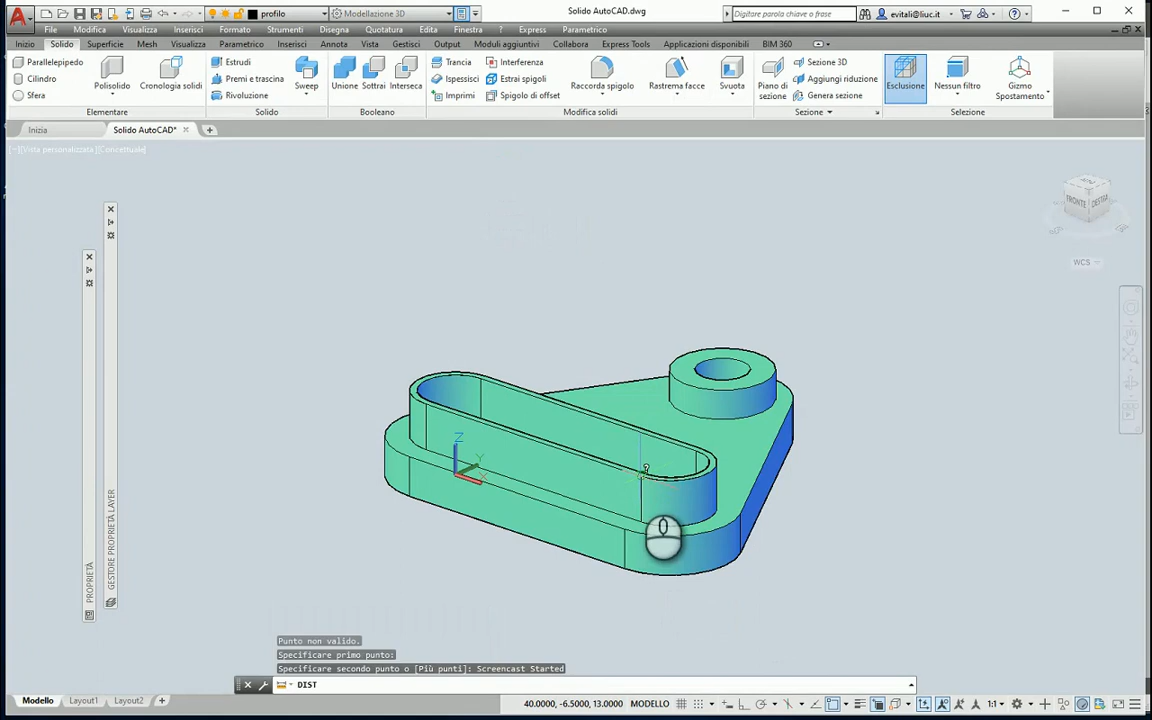 profilo
Modellazione 3D
Solido AutoCAD.dwg
Digitare parola chiave o frase
evitali@liuc.it
File Modifica Visualizza Inserisci Formato Strumenti Disegna Quotatura Edita Finestra ? Express Parametrico
Inizio Solido Superficie Mesh Visualizza Parametrico Inserisci Annota Vista Gestisci Output Moduli aggiuntivi Collabora Express Tools Applicazioni disponibili BIM 360
Parallelepipedo
Cilindro
Sfera
Polisolido
Cronologia solidi
Elementare
Estrudi
Premi e trascina
Rivoluzione
Sweep
Solido
Unione Sottrai Interseca
Booleano
Trancia
Ispessisci
Imprimi
Interferenza
Estrai spigoli
Spigolo di offset
Raccorda spigolo
Rastrema facce
Svuota
Modifica solidi
Piano di
sezione
Sezione 3D
Aggiungi riduzione
Genera sezione
Sezione
Esclusione
Nessun filtro
Gizmo
Spostamento
Selezione
Inizia
Solido AutoCAD*
[−][Vista personalizzata][Concettuale]
FRONTE
DESTRA
WCS
Z
Y
X
PROPRIETÀ
GESTORE PROPRIETÀ LAYER
Punto non valido.
Specificare primo punto:
Specificare secondo punto o [Più punti]: Screencast Started
DIST
Modello Layout1 Layout2
40.0000, -6.5000, 13.0000 MODELLO
1:1